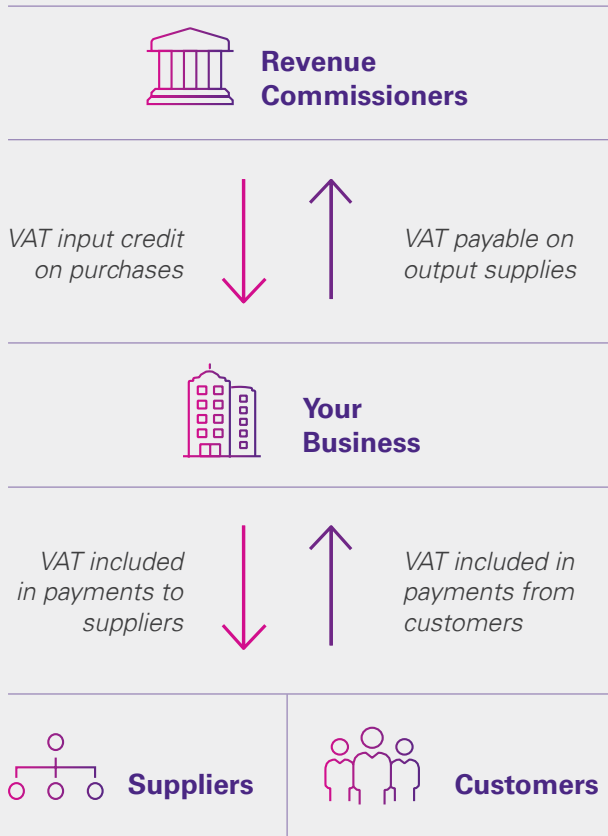 Revenue
Commissioners
VAT input credit
on purchases
VAT payable on
output supplies
Your
Business
VAT included
in payments to
suppliers
VAT included in
payments from
customers
Suppliers
Customers